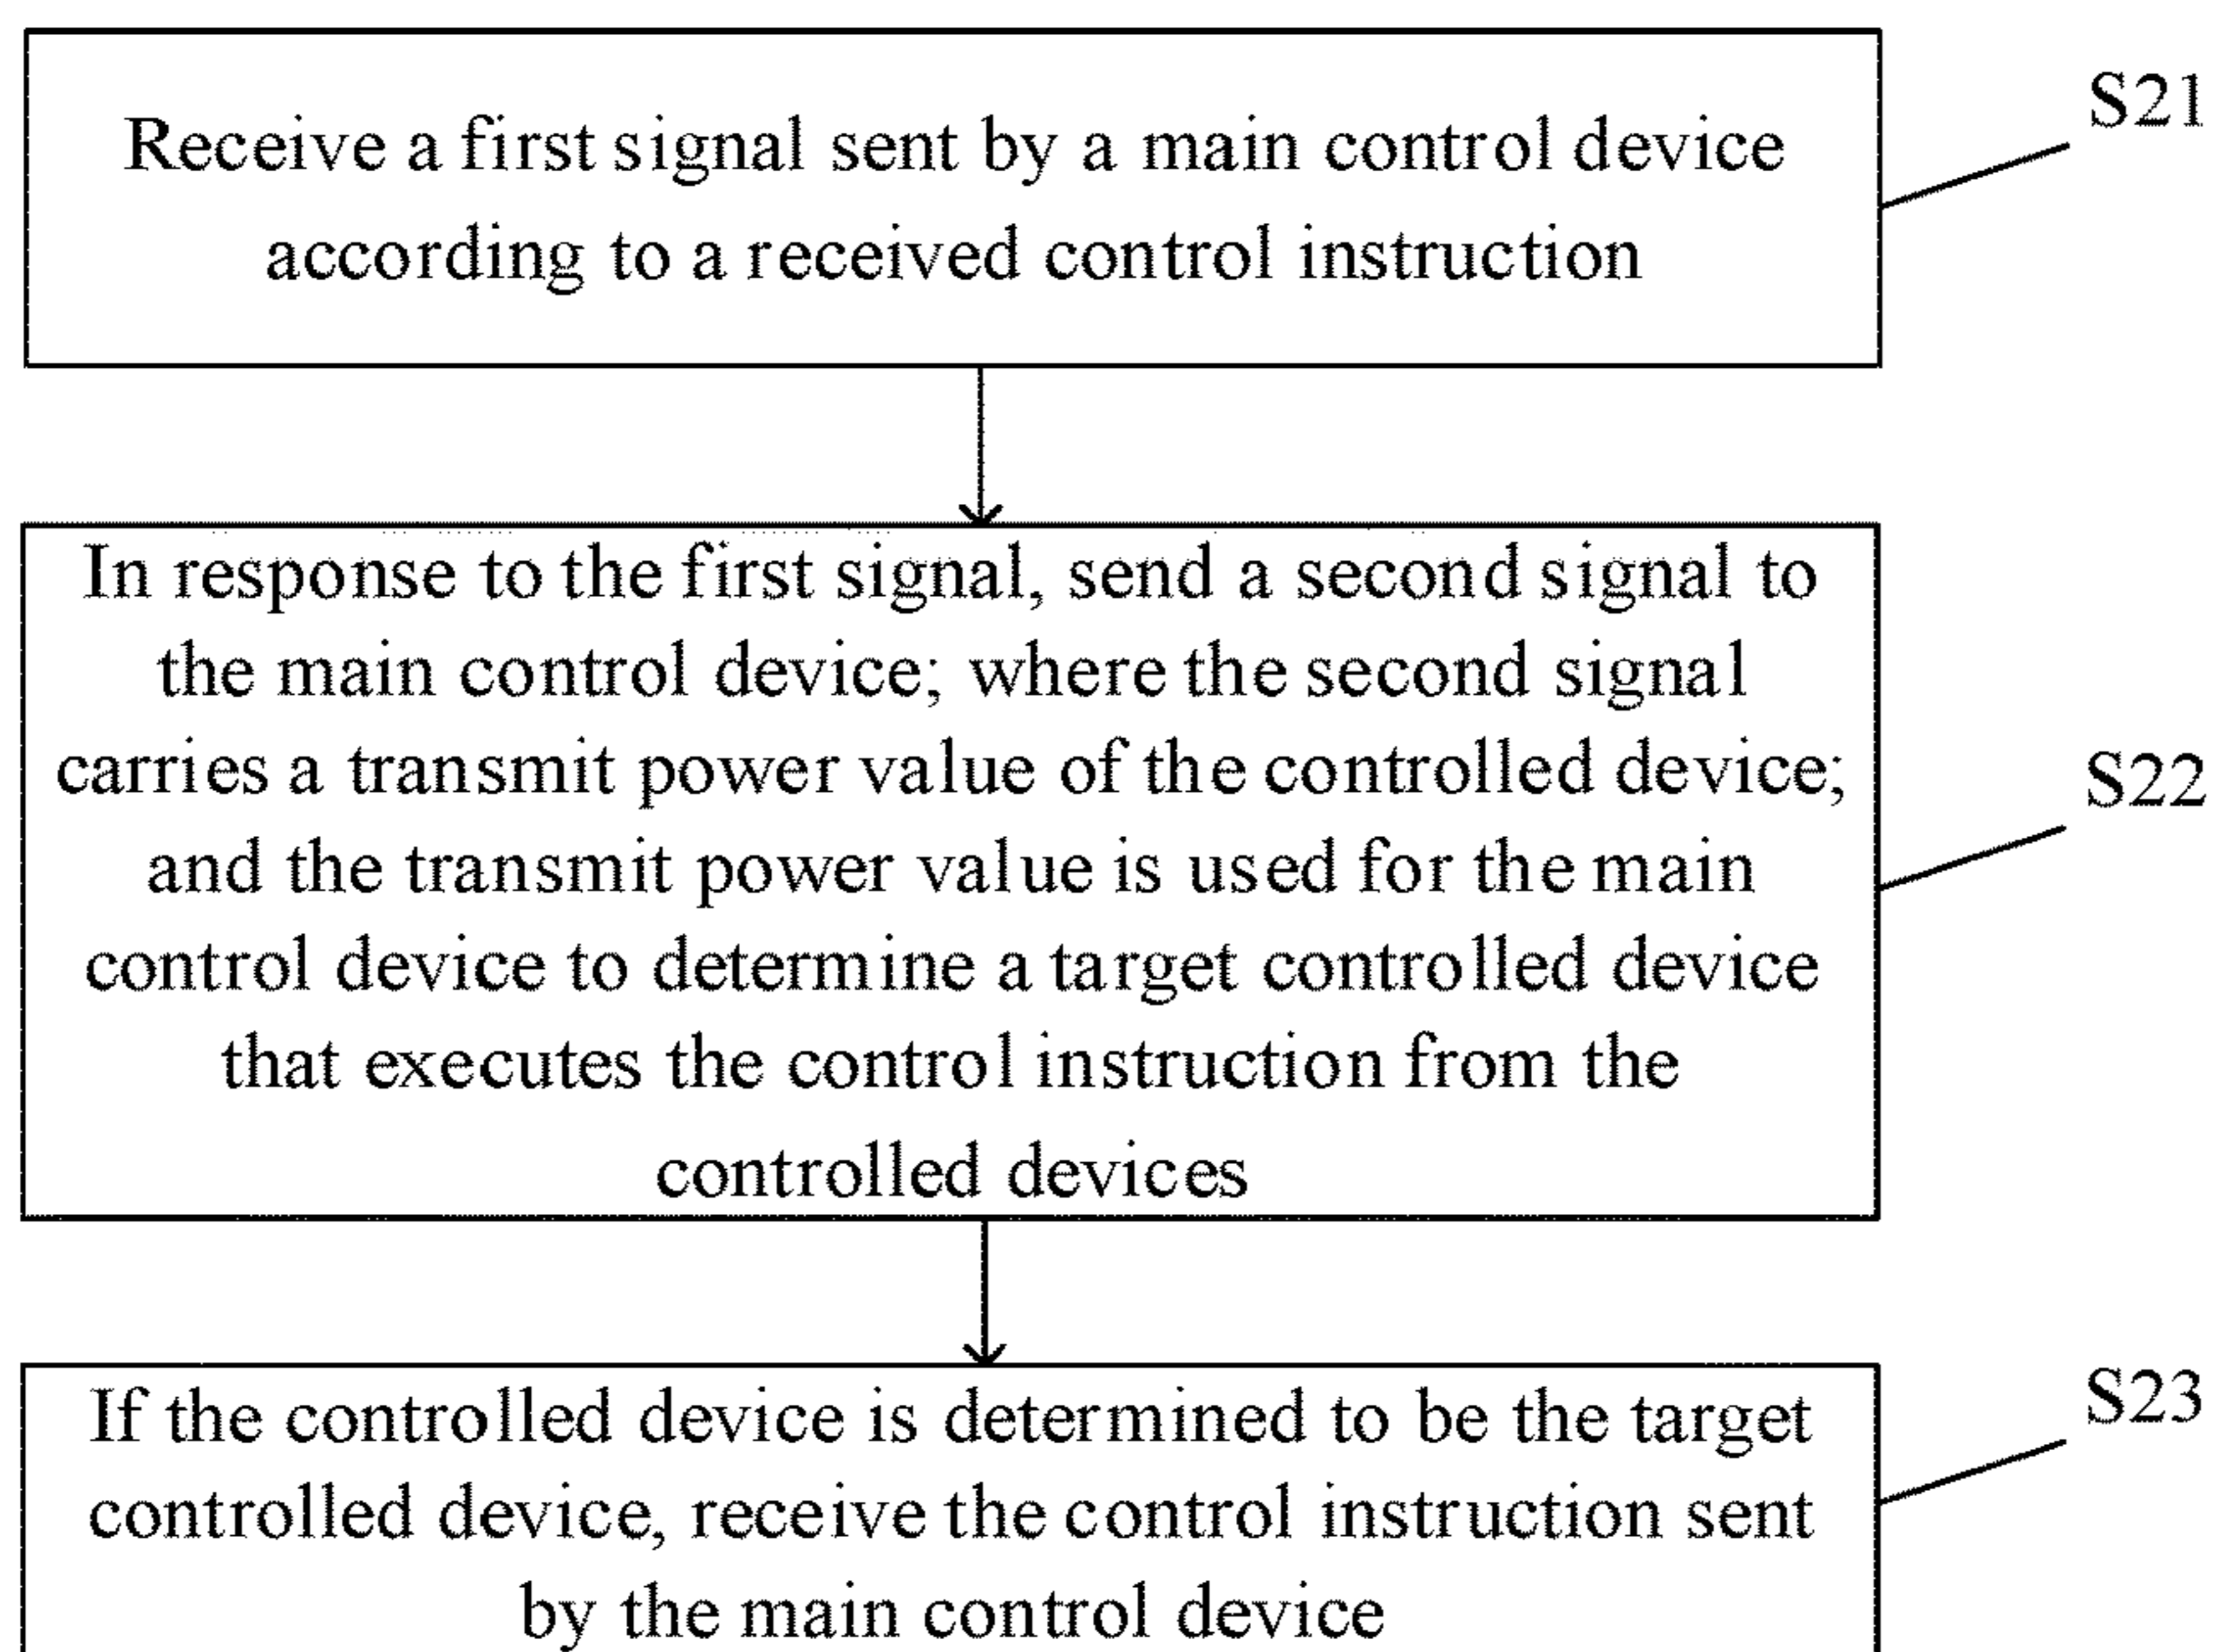 Receive a first signal sent by a main control device
according to a received control instruction
S21
In response to the first signal, send a second signal to
the main control device; where the second signal
carries a transmit power value of the controlled device;
and the transmit power value is used for the main
control device to determine a target controlled device
that executes the control instruction from the
controlled devices
S22
If the controlled device is determined to be the target
controlled device, receive the control instruction sent
by the main control device
S23